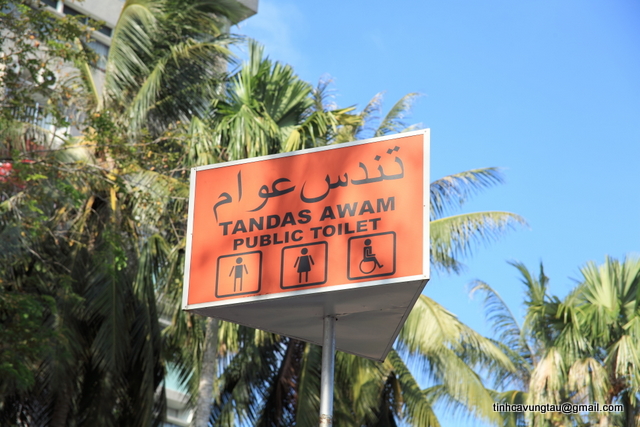 تندس عوام
TANDAS AWAM
PUBLIC TOILET
tinhcavungtau@gmail.com